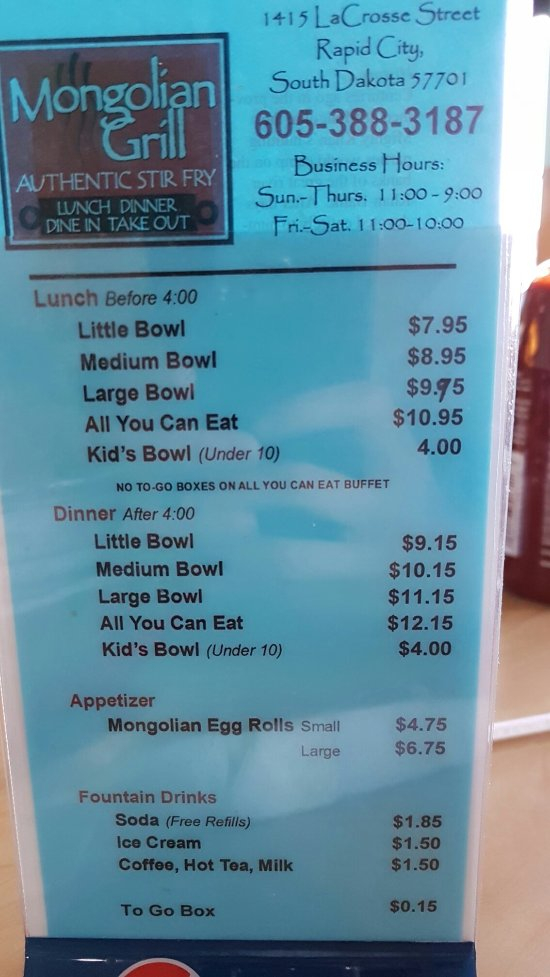 1415 LaCrosse Street
Rapid City,
South Dakota 57701
605-388-3187
Business Hours:
Sun.-Thurs. 11:00 - 9:00
Fri.-Sat. 11:00-10:00
Mongolian
Grill
AUTHENTIC STIR FRY
LUNCH DINNER
DINE IN TAKE OUT
Lunch Before 4:00
Little Bowl $7.95
Medium Bowl $8.95
Large Bowl $9.95
All You Can Eat $10.95
Kid's Bowl (Under 10) 4.00
NO TO-GO BOXES ON ALL YOU CAN EAT BUFFET
Dinner After 4:00
Little Bowl $9.15
Medium Bowl $10.15
Large Bowl $11.15
All You Can Eat $12.15
Kid's Bowl (Under 10) $4.00
Appetizer
Mongolian Egg Rolls Small $4.75
Large $6.75
Fountain Drinks
Soda (Free Refills) $1.85
Ice Cream $1.50
Coffee, Hot Tea, Milk $1.50
To Go Box $0.15